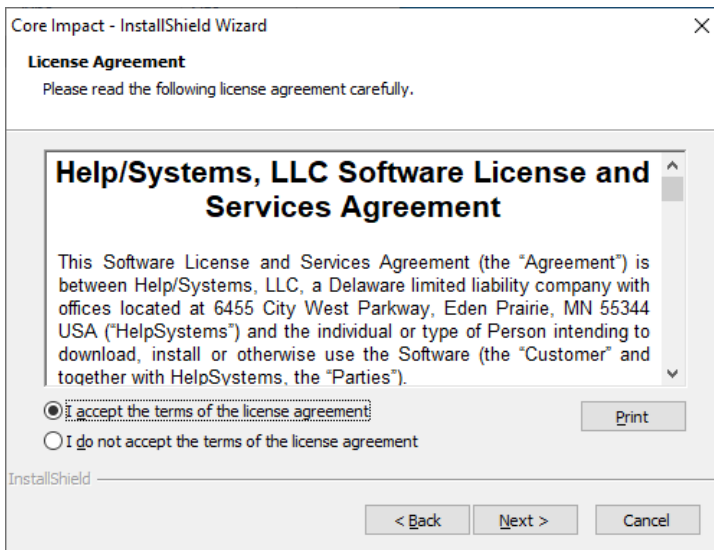 Core Impact - InstallShield Wizard
License Agreement
Please read the following license agreement carefully.
Help/Systems, LLC Software License and
Services Agreement
This Software License and Services Agreement (the “Agreement”) is
between Help/Systems, LLC, a Delaware limited liability company with
offices located at 6455 City West Parkway, Eden Prairie, MN 55344
USA (“HelpSystems”) and the individual or type of Person intending to
download, install or otherwise use the Software (the “Customer” and
together with HelpSystems, the “Parties”).
I accept the terms of the license agreement
Print
I do not accept the terms of the license agreement
InstallShield
< Back Next > Cancel